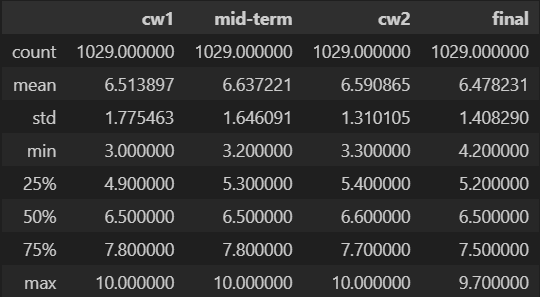 cw1 mid-term cw2 final
count 1029.000000 1029.000000 1029.000000 1029.000000
mean 6.513897 6.637221 6.590865 6.478231
std 1.775463 1.646091 1.310105 1.408290
min 3.000000 3.200000 3.300000 4.200000
25% 4.900000 5.300000 5.400000 5.200000
50% 6.500000 6.500000 6.600000 6.500000
75% 7.800000 7.800000 7.700000 7.500000
max 10.000000 10.000000 10.000000 9.700000